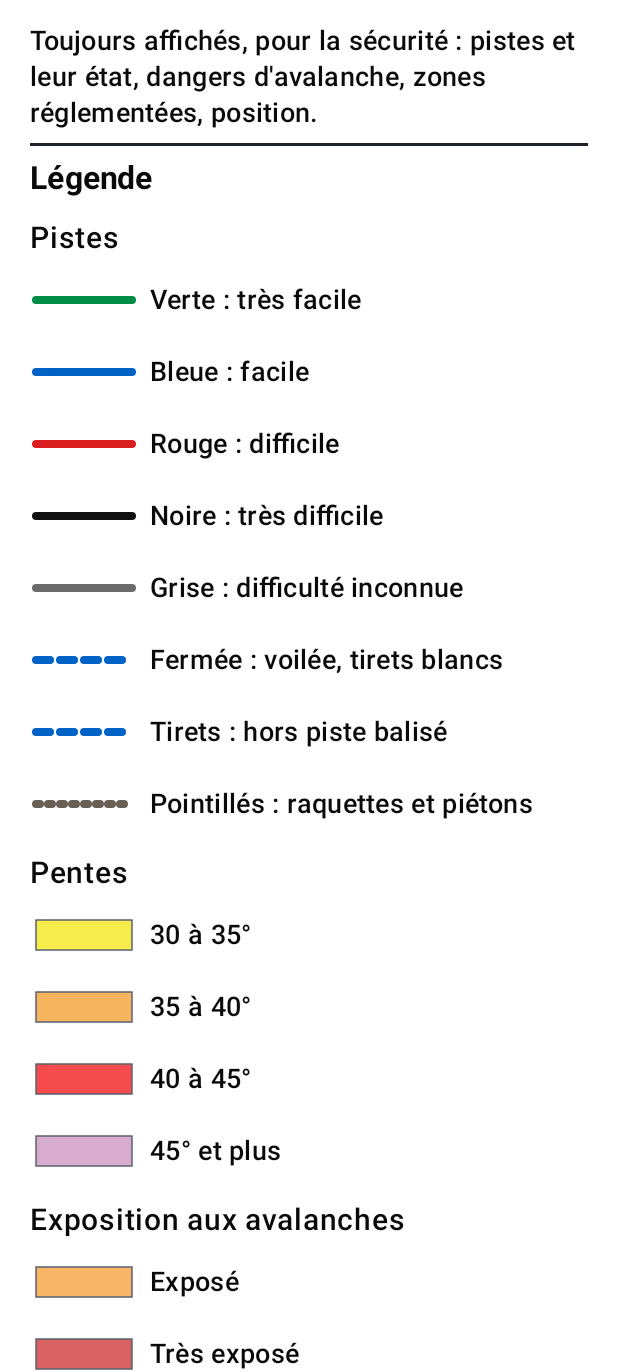 Toujours affichés, pour la sécurité : pistes et
leur état, dangers d'avalanche, zones
réglementées, position.
Légende
Pistes
Verte : très facile
Bleue : facile
Rouge : difficile
Noire : très difficile
Grise : difficulté inconnue
Fermée : voilée, tirets blancs
Tirets : hors piste balisé
Pointillés : raquettes et piétons
Pentes
30 à 35°
35 à 40°
40 à 45°
45° et plus
Exposition aux avalanches
Exposé
Très exposé